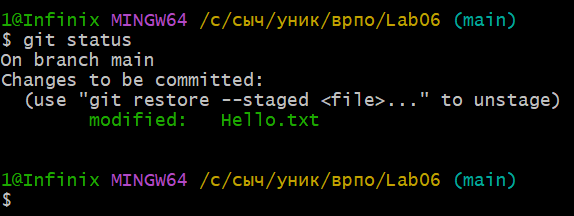 1@Infinix MINGW64 /c/сыч/уник/врпо/Lab06 (main)
$ git status
On branch main
Changes to be committed:
  (use "git restore --staged <file>..." to unstage)
        modified:   Hello.txt

1@Infinix MINGW64 /c/сыч/уник/врпо/Lab06 (main)
$